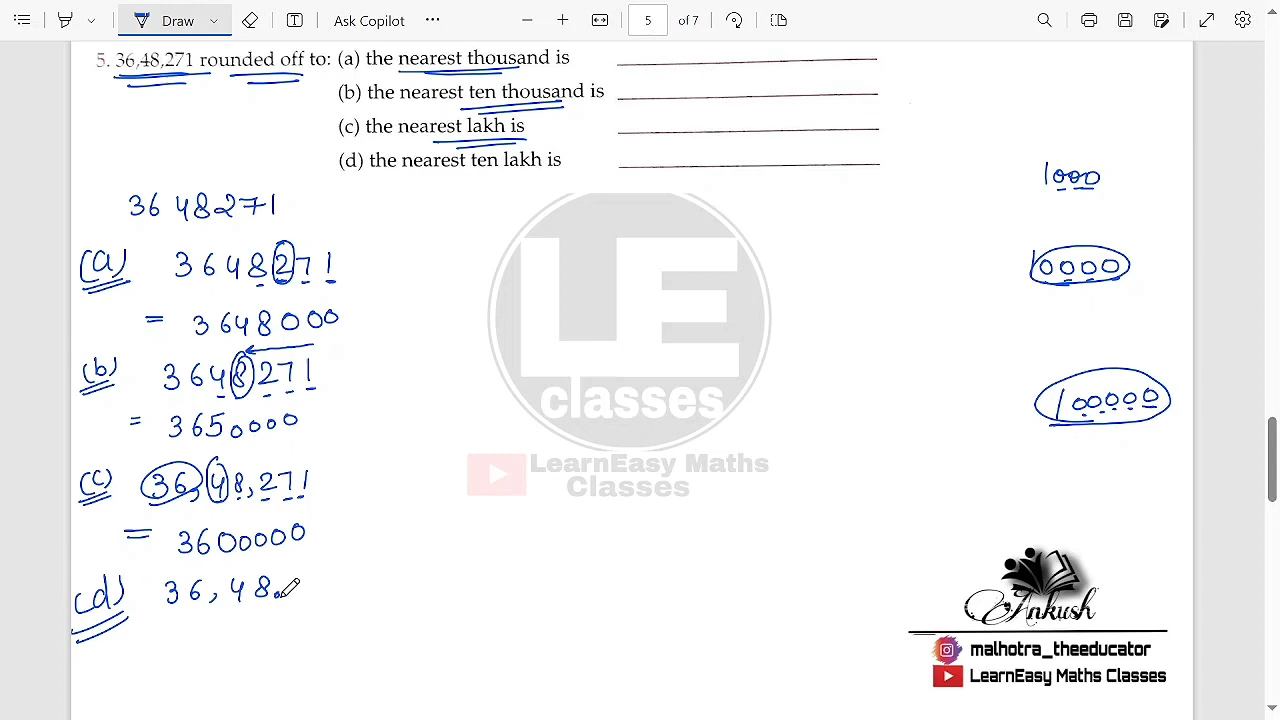 Draw
Ask Copilot
5 of 7
5. 36,48,271 rounded off to: (a) the nearest thousand is
(b) the nearest ten thousand is
(c) the nearest lakh is
(d) the nearest ten lakh is
1000
3648271
(a) 3648271
10000
= 3648000
(b) 3648271
100000
= 3650000
LE
classes
LearnEasy Maths
Classes
(c) 36,48,271
= 3600000
(d) 36,48,
Ankush
malhotra_theeducator
LearnEasy Maths Classes